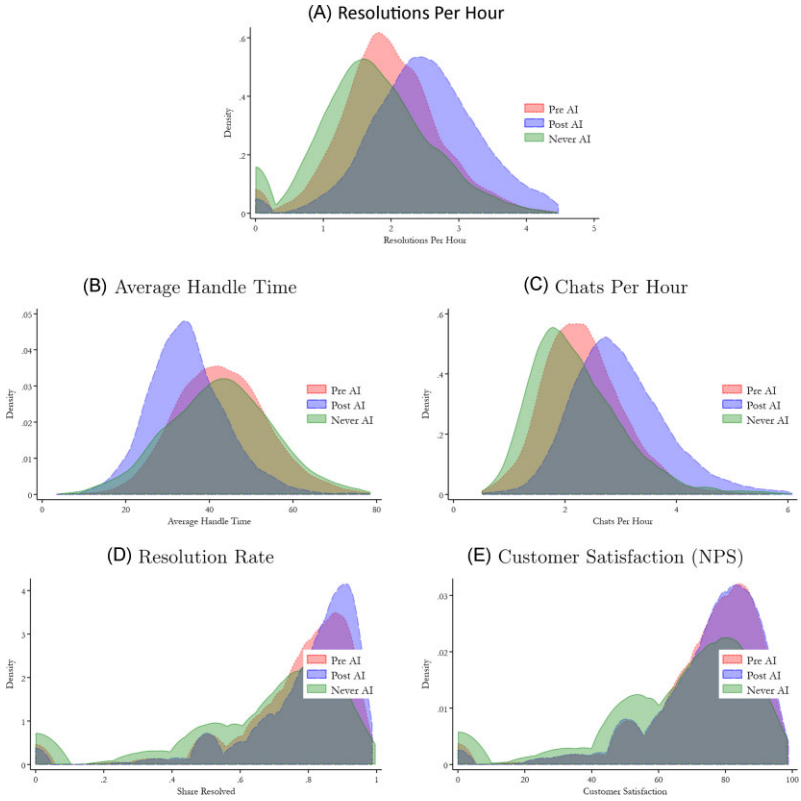 (A) Resolutions Per Hour
.6
.4
.2
0
Density
0 1 2 3 4 5
Resolutions Per Hour
Pre AI
Post AI
Never AI
(B) Average Handle Time
.05
.04
.03
.02
.01
0
Density
0 20 40 60 80
Average Handle Time
Pre AI
Post AI
Never AI
(C) Chats Per Hour
.6
.4
.2
0
Density
0 2 4 6
Chats Per Hour
Pre AI
Post AI
Never AI
(D) Resolution Rate
4
3
2
1
0
Density
0 .2 .4 .6 .8 1
Share Resolved
Pre AI
Post AI
Never AI
(E) Customer Satisfaction (NPS)
.03
.02
.01
0
Density
0 20 40 60 80 100
Customer Satisfaction
Pre AI
Post AI
Never AI